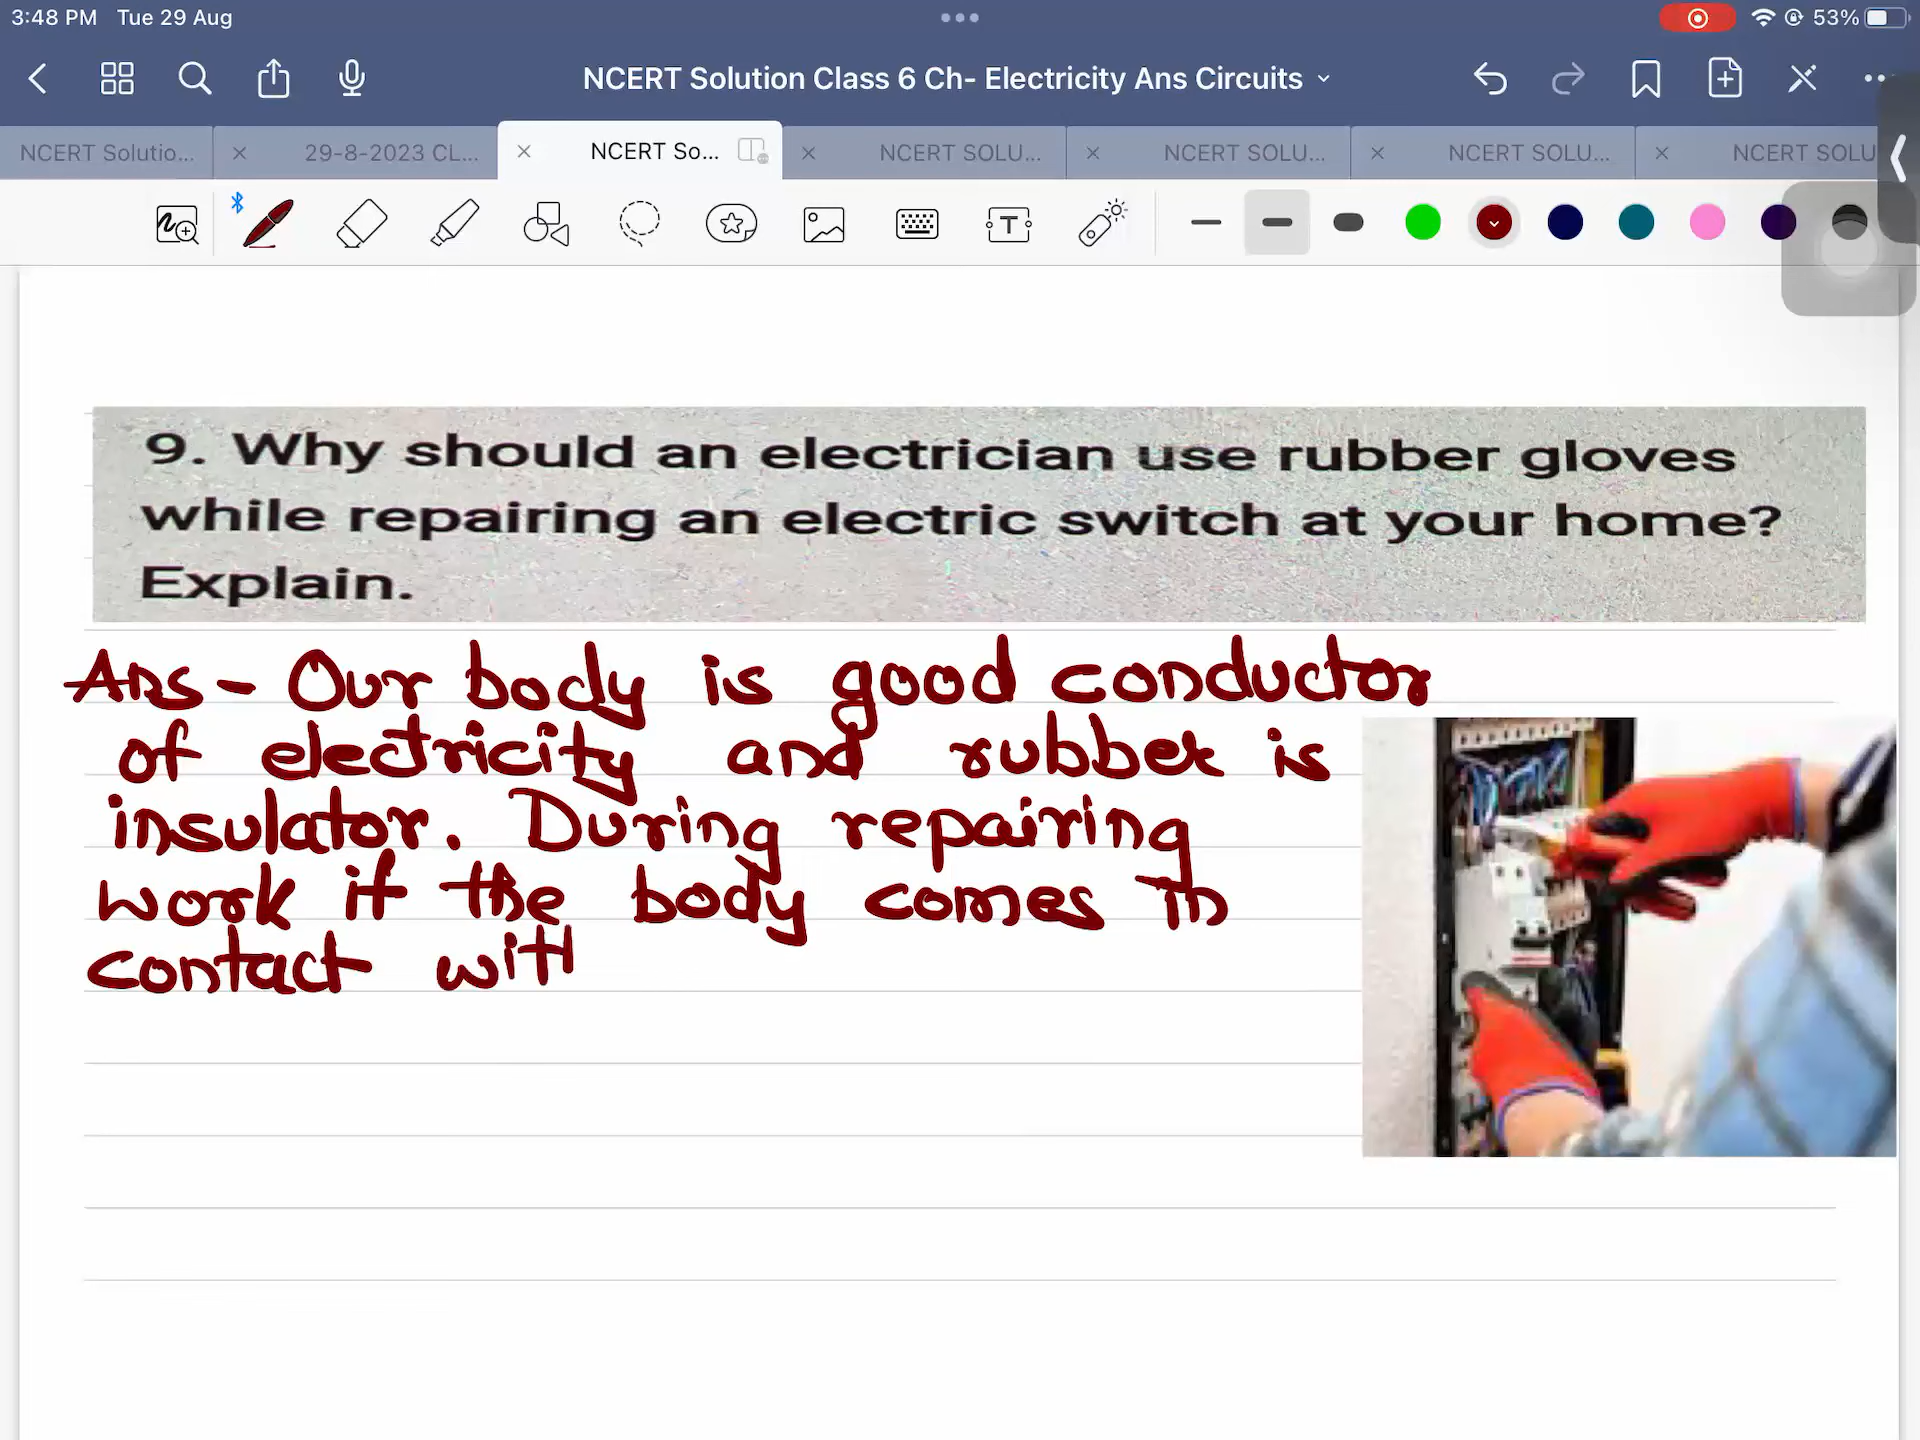 3:48 PM Tue 29 Aug
53%
NCERT Solution Class 6 Ch- Electricity Ans Circuits
NCERT Solutio...
29-8-2023 CL...
NCERT So...
NCERT SOLU...
NCERT SOLU...
NCERT SOLU...
NCERT SOLU
T
9. Why should an electrician use rubber gloves
while repairing an electric switch at your home?
Explain.
Ans - Our body is good conductor
of electricity and rubber is
insulator. During repairing
work if the body comes in
contact wit